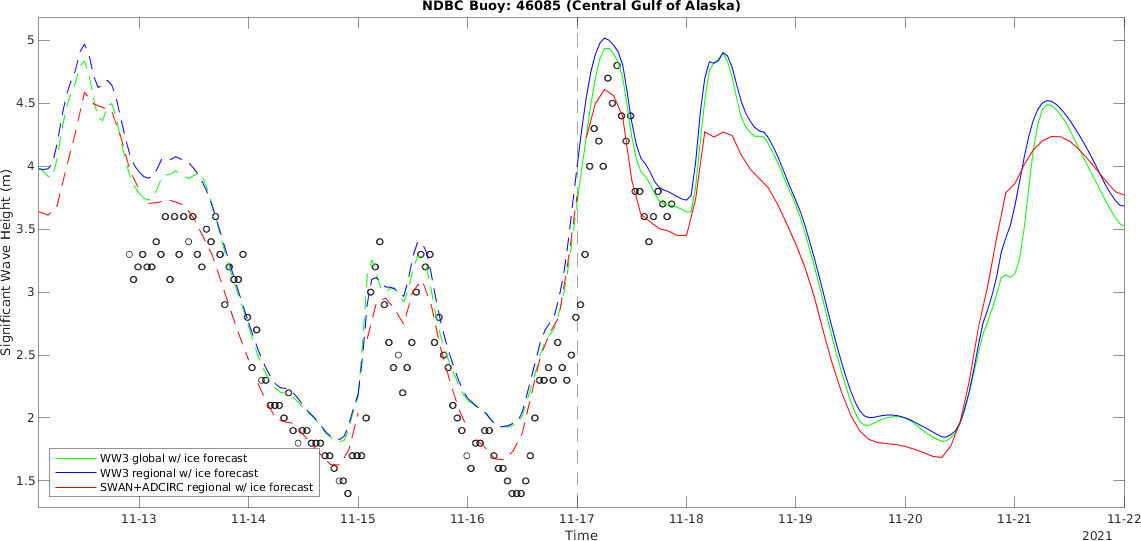 NDBC Buoy: 46085 (Central Gulf of Alaska)
Significant Wave Height (m)
5
4.5
4
3.5
3
2.5
2
1.5
WW3 global w/ ice forecast
WW3 regional w/ ice forecast
SWAN+ADCIRC regional w/ ice forecast
11-13 11-14 11-15 11-16 11-17 11-18 11-19 11-20 11-21 11-22
Time
2021